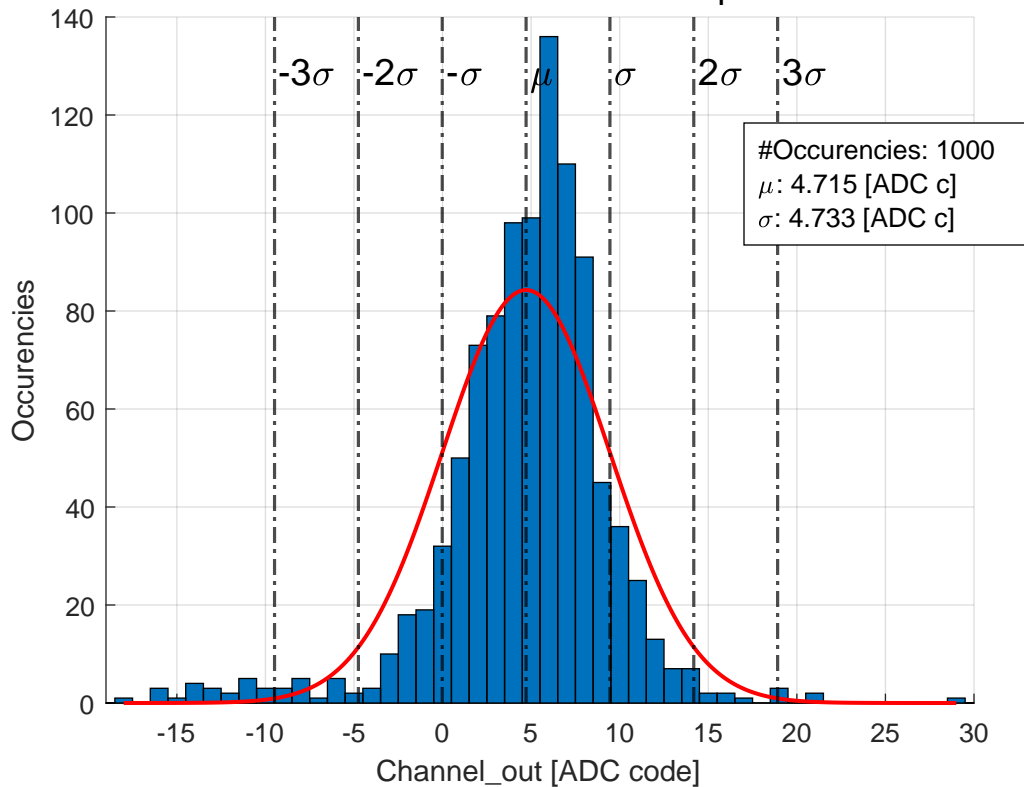 140
120
100
80
60
40
20
0
Occurencies
-3σ -2σ -σ μ σ 2σ 3σ
#Occurencies: 1000
μ: 4.715 [ADC c]
σ: 4.733 [ADC c]
-15 -10 -5 0 5 10 15 20 25 30
Channel_out [ADC code]